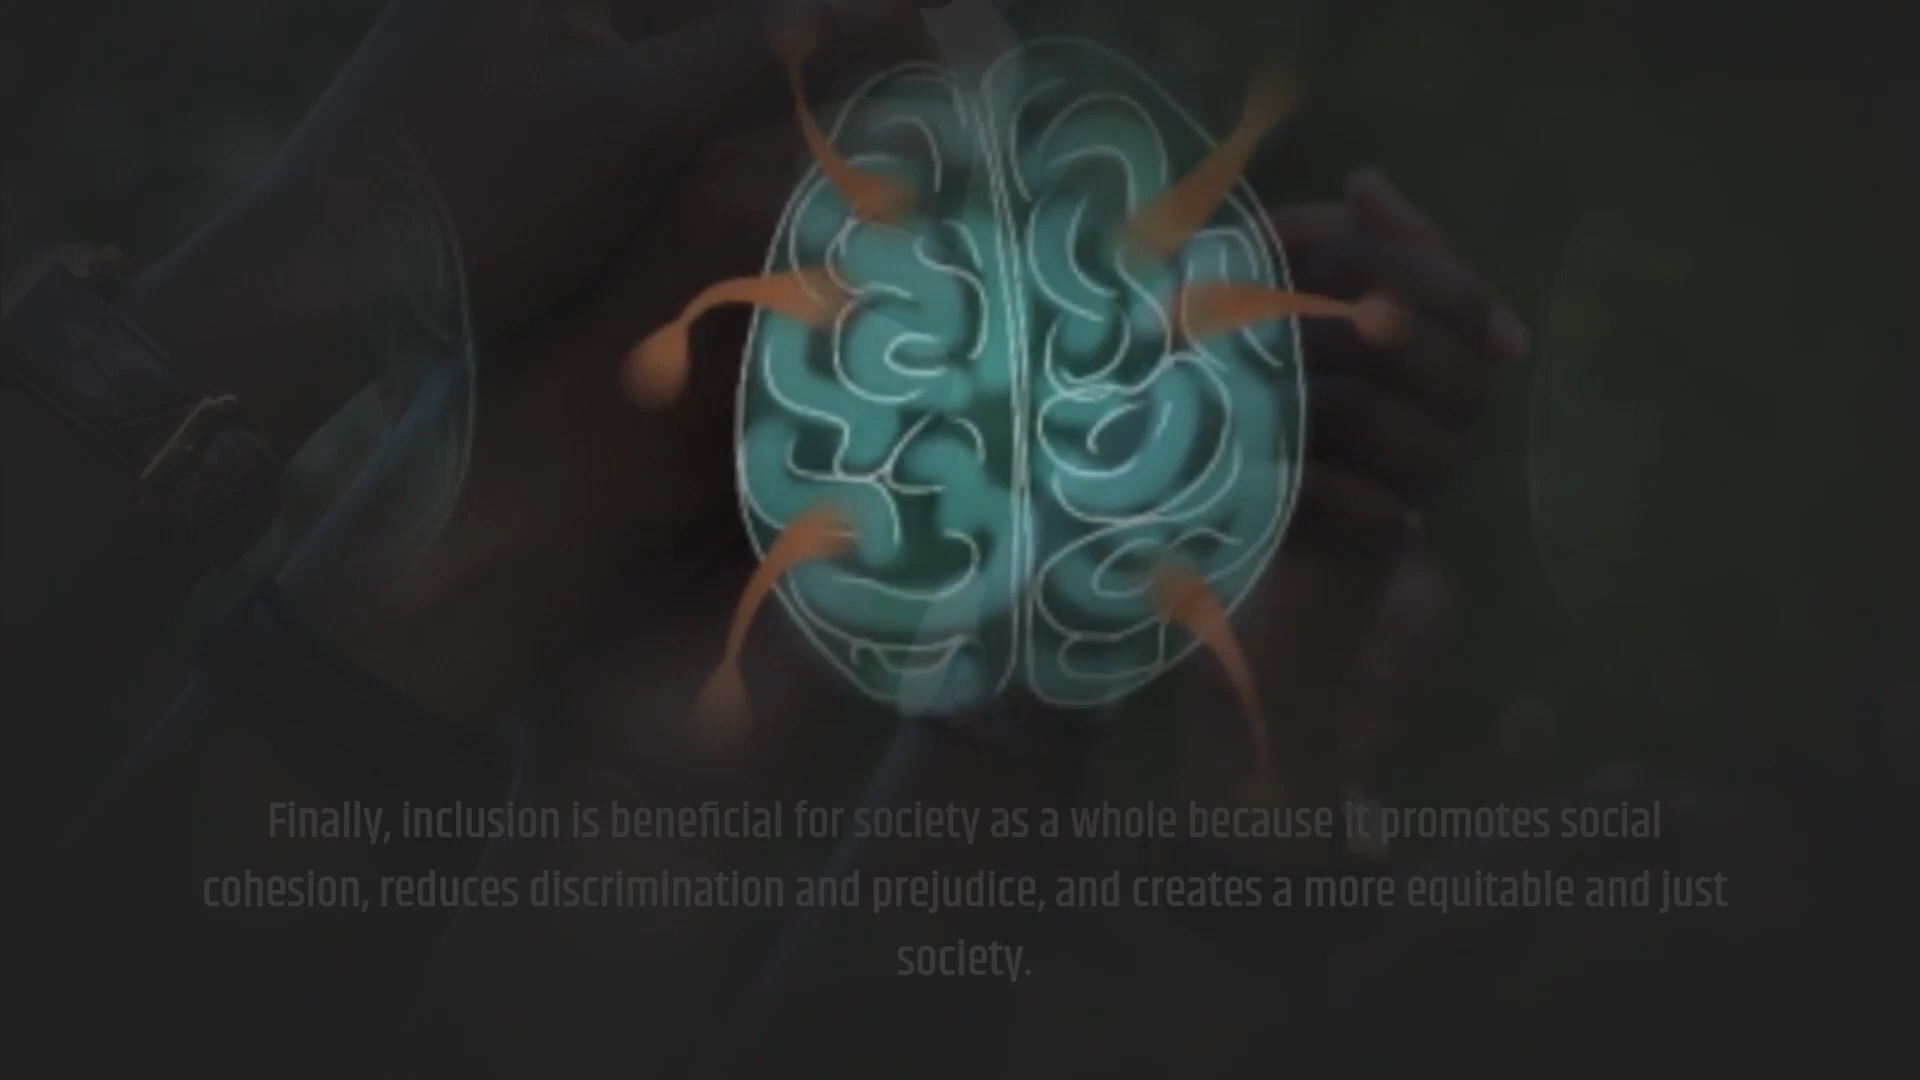 Finally, inclusion is beneficial for society as a whole because it promotes social
cohesion, reduces discrimination and prejudice, and creates a more equitable and just
society.